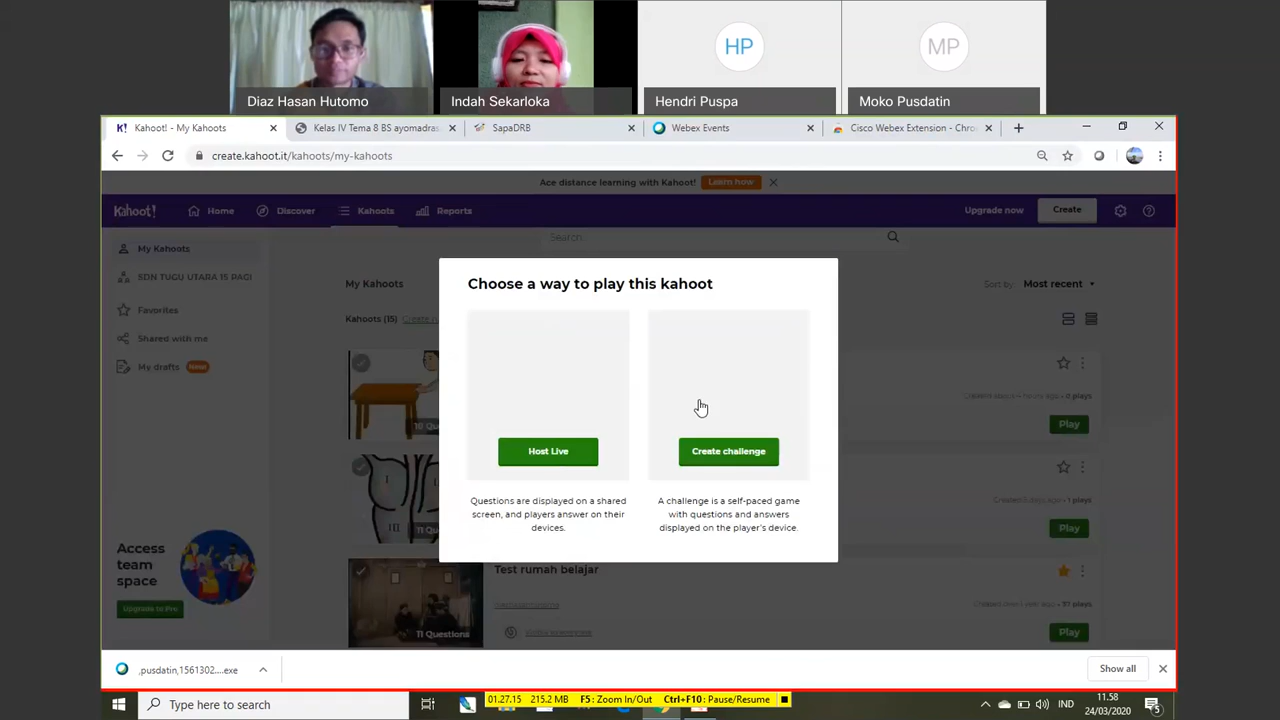 HP
MP
Diaz Hasan Hutomo
Indah Sekarloka
Hendri Puspa
Moko Pusdatin
K! Kahoot! - My Kahoots
Kelas IV Tema 8 BS ayomadras
SapaDRB
Webex Events
Cisco Webex Extension - Chro
create.kahoot.it/kahoots/my-kahoots
Ace distance learning with Kahoot! Learn how
Kahoot! Home Discover Kahoots Reports Upgrade now Create
Search
My Kahoots
SDN TUGU UTARA 15 PAGI
Favorites
Shared with me
My drafts New!
My Kahoots
Sort by: Most recent
Kahoots (15)
Choose a way to play this kahoot
Host Live
Create challenge
Questions are displayed on a shared
screen, and players answer on their
devices.
A challenge is a self-paced game
with questions and answers
displayed on the player's device.
Play
Play
Test rumah belajar
11 Questions
Play
Access
team
space
Upgrade to Pro
.pusdatin,1561302....exe
Show all
Type here to search
01.27.15 215.2 MB F5: Zoom In/Out Ctrl+F10: Pause/Resume
IND
11.58
24/03/2020
5